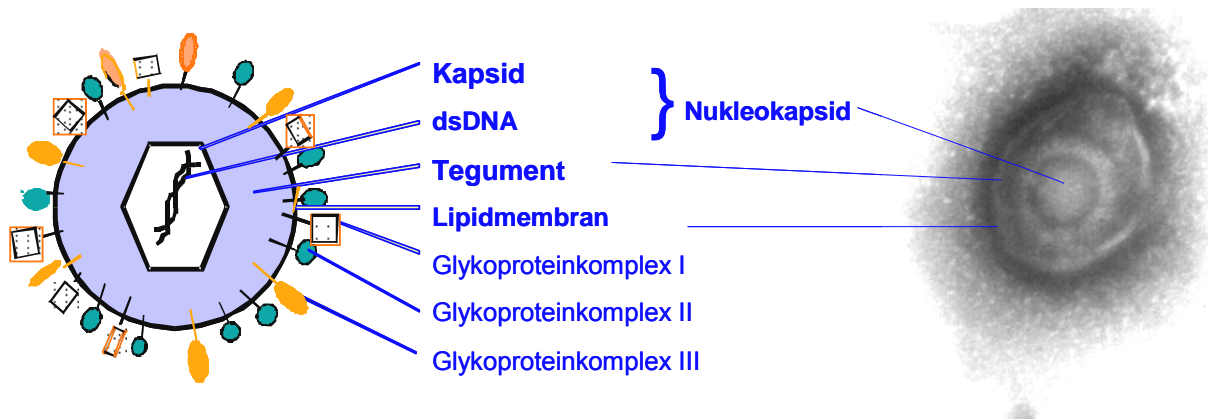 Kapsid
dsDNA
Nukleokapsid
Tegument
Lipidmembran
Glykoproteinkomplex I
Glykoproteinkomplex II
Glykoproteinkomplex III